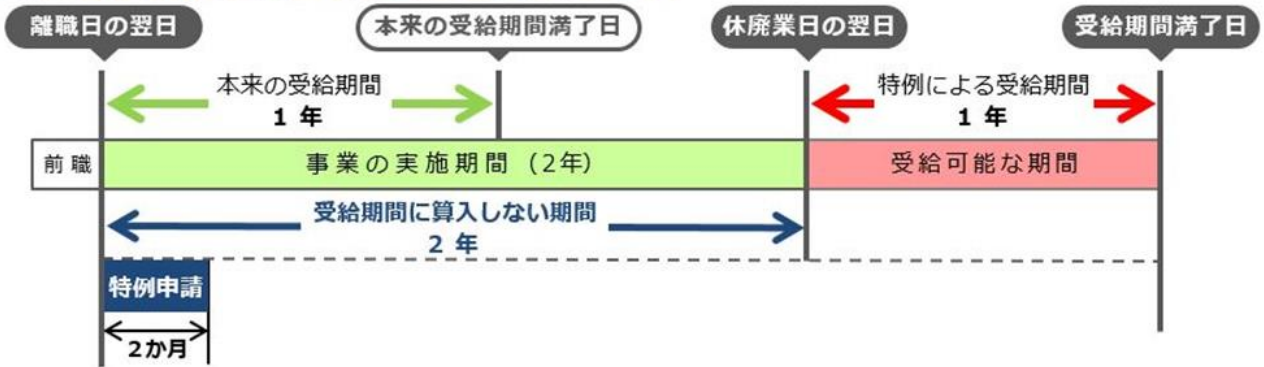 離職日の翌日
本来の受給期間満了日
休廃業日の翌日
受給期間満了日
本来の受給期間
1 年
特例による受給期間
1 年
前職
事業の実施期間（2年）
受給可能な期間
受給期間に算入しない期間
2 年
特例申請
2か月